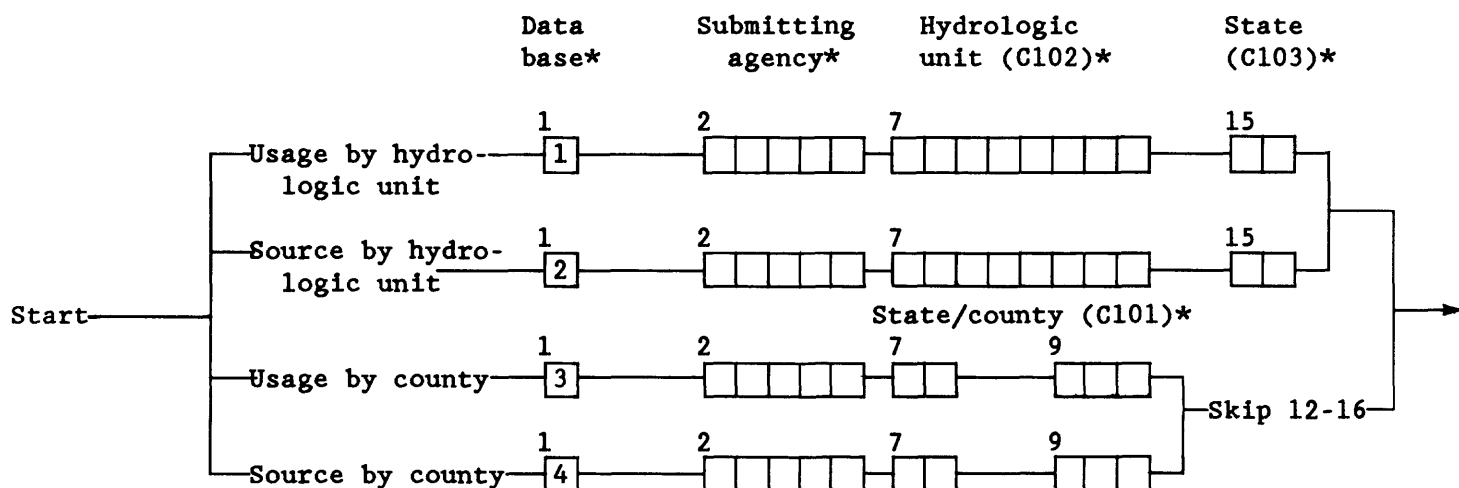 Data Submitting Hydrologic State
base* agency* unit (C102)* (C103)*
1 2 7 15
Usage by hydro- 1
logic unit
1 2 7 15
Source by hydro-
logic unit 2
Start State/county (C101)*
1 2 7 9
Usage by county 3
Skip 12-16
1 2 7 9
Source by county 4